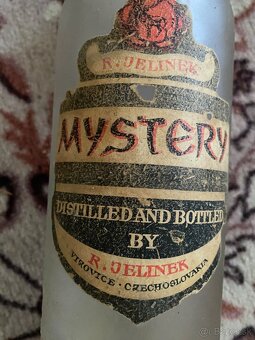 R. JELINEK
MYSTERY
DISTILLED AND BOTTLED
BY
R. JELINEK
VIZOVICE · CZECHOSLOVAKIA